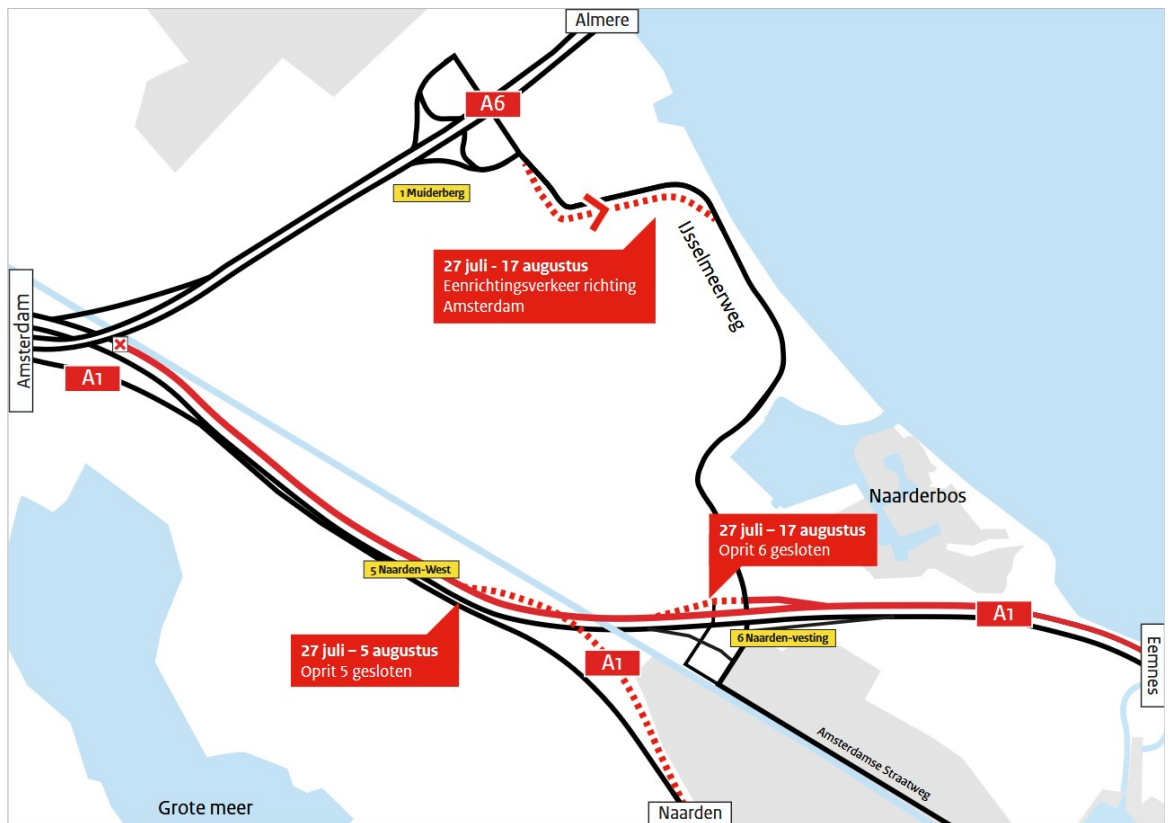 Almere
A6
1 Muiderberg
27 juli - 17 augustus
Eenrichtingsverkeer richting
Amsterdam
IJsselmeerweg
Amsterdam
A1
Naarderbos
27 juli – 17 augustus
Oprit 6 gesloten
5 Naarden-West
A1
6 Naarden-vesting
27 juli – 5 augustus
Oprit 5 gesloten
A1
Eemnes
Amsterdamse Straatweg
Grote meer
Naarden